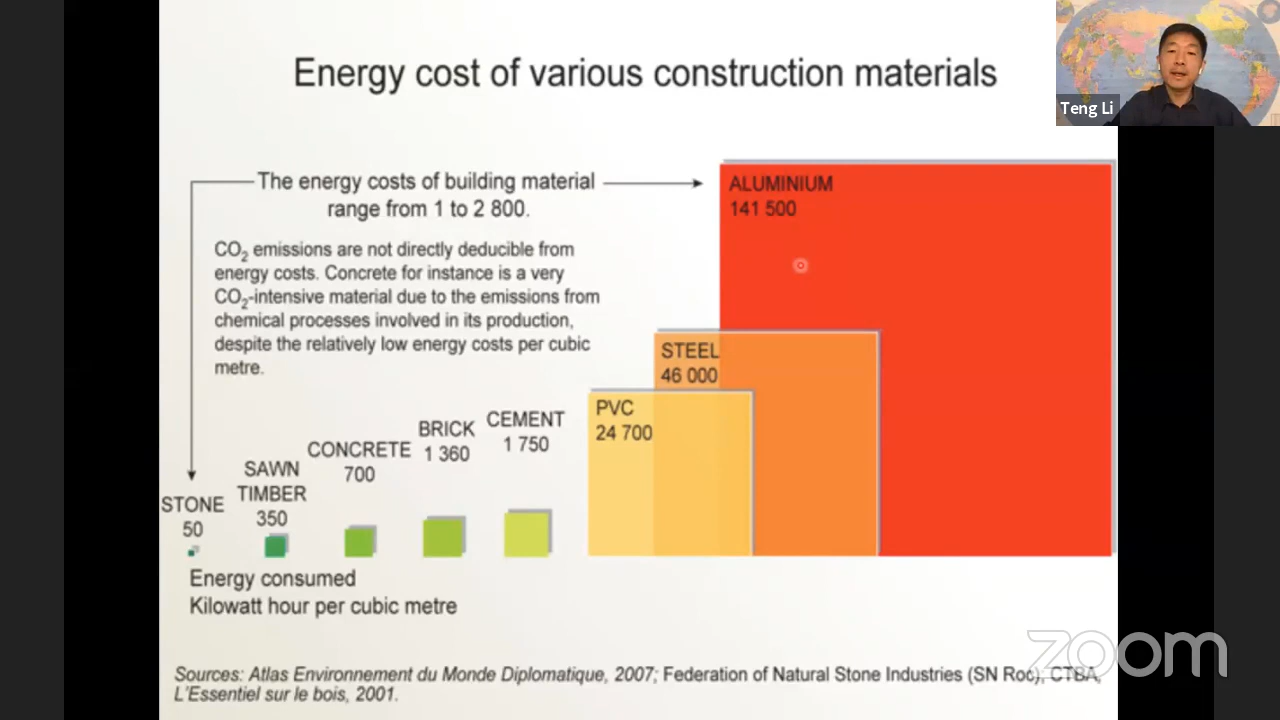 Energy cost of various construction materials
Teng Li
The energy costs of building material
range from 1 to 2 800.
CO₂ emissions are not directly deducible from
energy costs. Concrete for instance is a very
CO₂-intensive material due to the emissions from
chemical processes involved in its production,
despite the relatively low energy costs per cubic
metre.
STONE
50
SAWN
TIMBER
350
CONCRETE
700
BRICK
1 360
CEMENT
1 750
PVC
24 700
STEEL
46 000
ALUMINIUM
141 500
Energy consumed
Kilowatt hour per cubic metre
Sources: Atlas Environnement du Monde Diplomatique, 2007; Federation of Natural Stone Industries (SN Roc), CTBA,
L'Essentiel sur le bois, 2001.
zoom